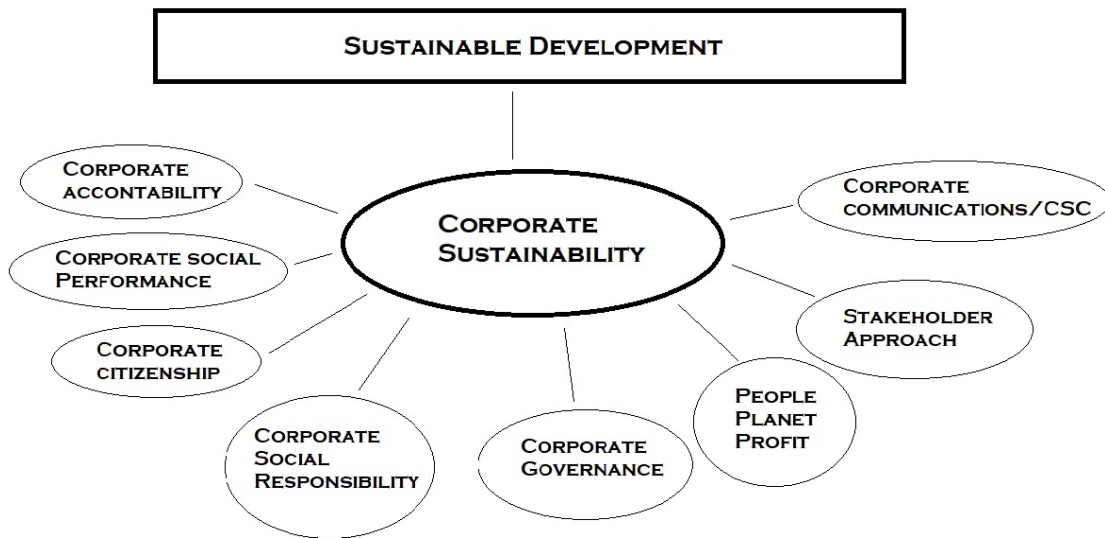 Sustainable Development
Corporate
accontability
Corporate
communications/CSC
Corporate
Sustainability
Corporate social
Performance
Stakeholder
Approach
Corporate
citizenship
People
Planet
Profit
Corporate
Social
Responsibility
Corporate
Governance